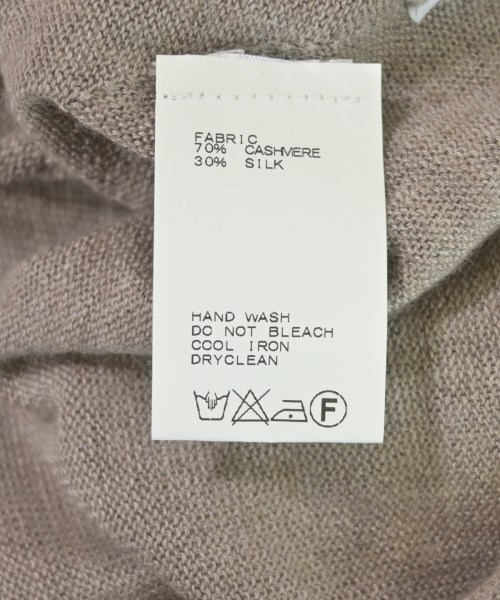 FABRIC
70% CASHMERE
30% SILK
HAND WASH
DO NOT BLEACH
COOL IRON
DRYCLEAN
F